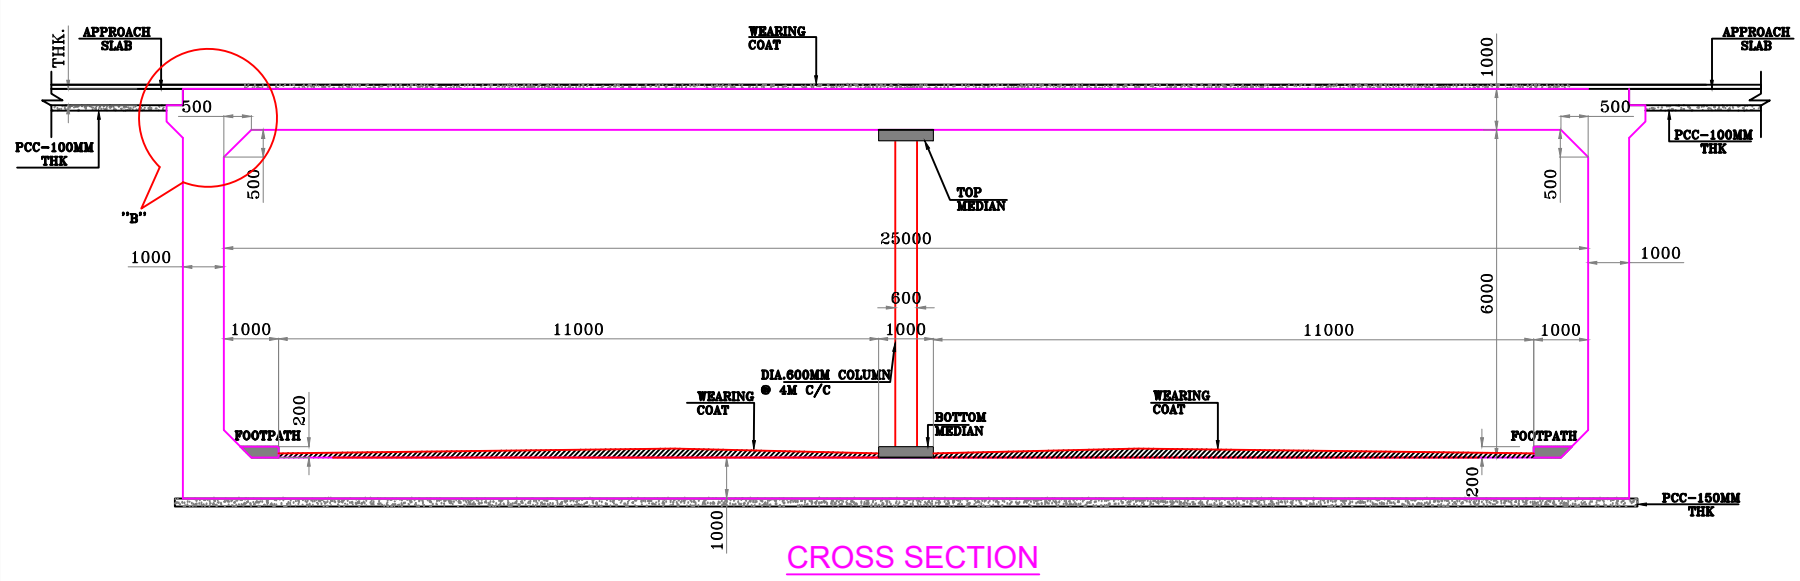 THK.
APPROACH
SLAB
WEARING
COAT
1000
APPROACH
SLAB
500
500
PCC-100MM
THK
PCC-100MM
THK
500
500
TOP
MEDIAN
"B"
25000
1000
1000
600
6000
1000
11000
1000
11000
1000
DIA.600MM COLUMN
@ 4M C/C
WEARING
COAT
WEARING
COAT
200
BOTTOM
MEDIAN
FOOTPATH
FOOTPATH
200
PCC-150MM
THK
1000
CROSS SECTION